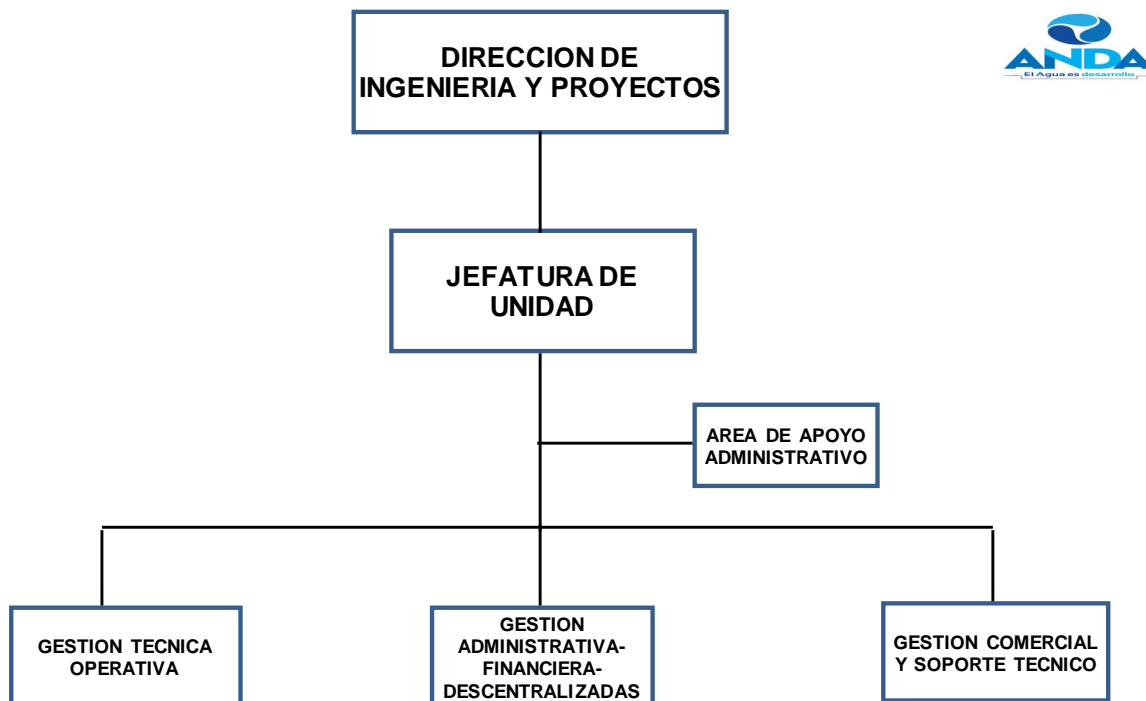 DIRECCION DE
INGENIERIA Y PROYECTOS
ANDA
El Agua es desarrollo
JEFATURA DE
UNIDAD
AREA DE APOYO
ADMINISTRATIVO
GESTION TECNICA
OPERATIVA
GESTION
ADMINISTRATIVA-
FINANCIERA-
DESCENTRALIZADAS
GESTION COMERCIAL
Y SOPORTE TECNICO